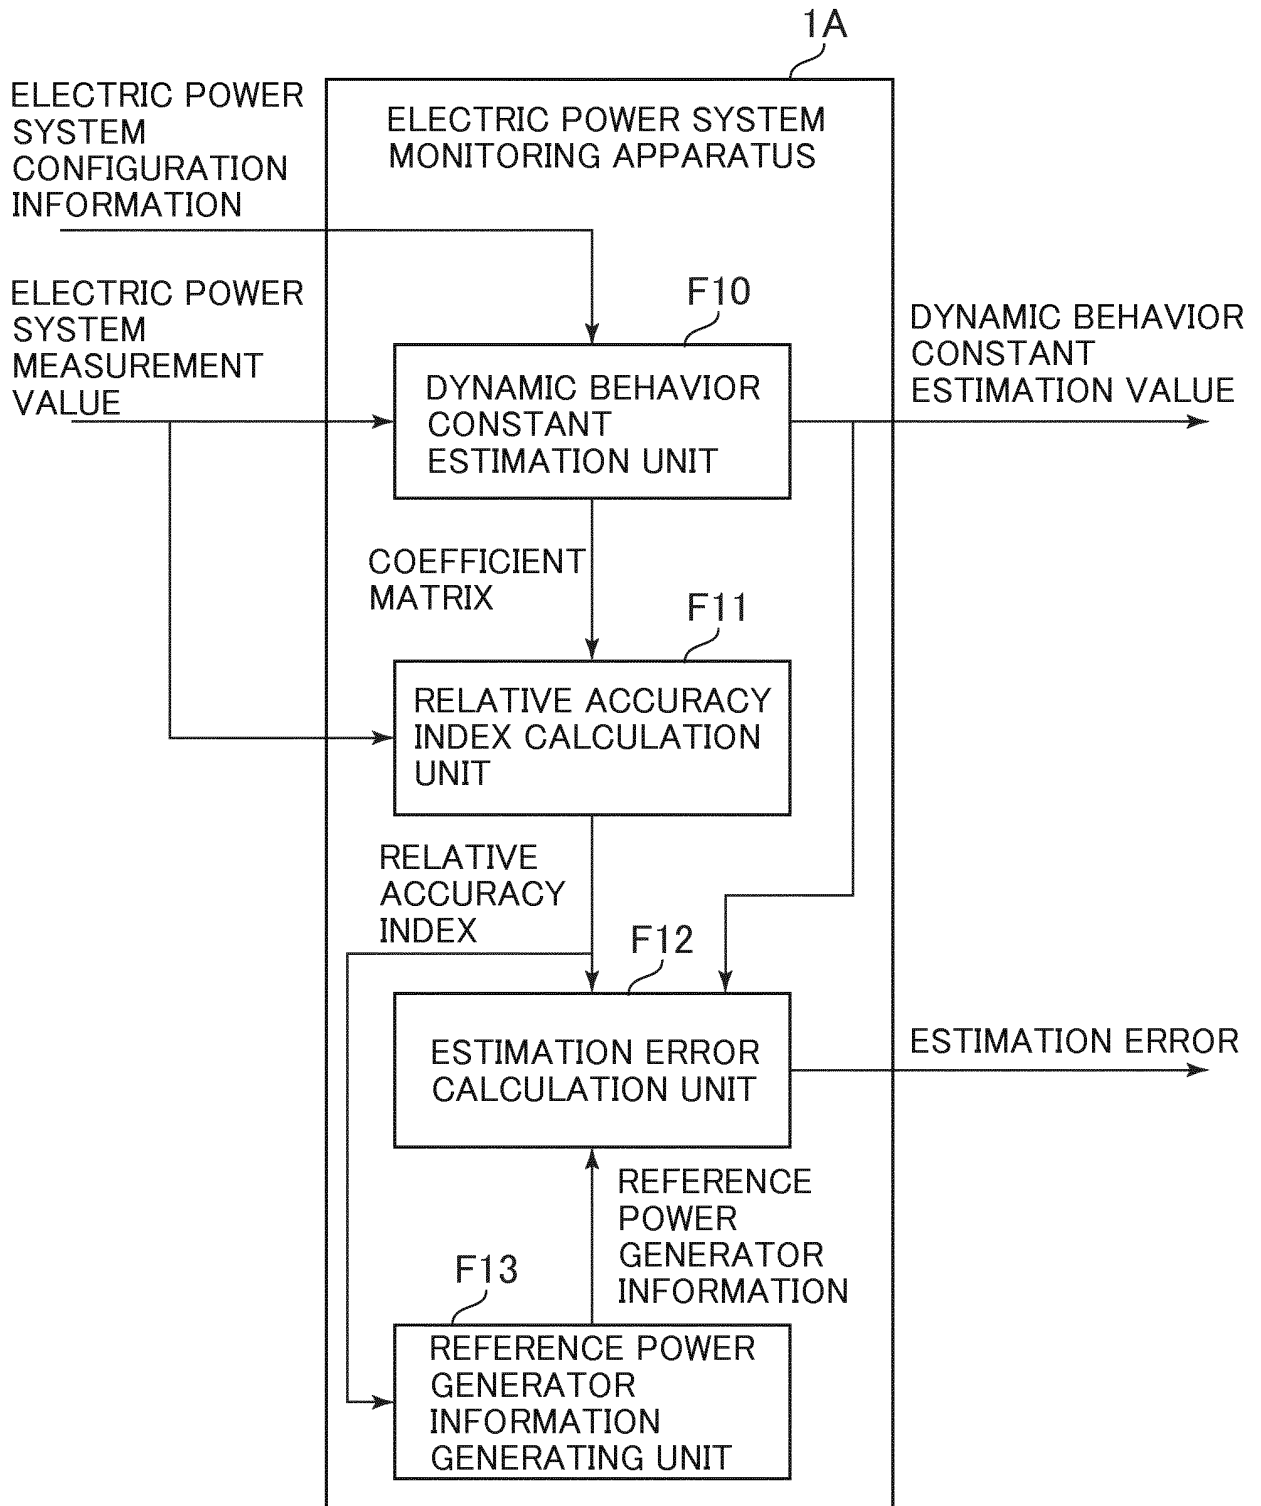 1A
ELECTRIC POWER
SYSTEM
CONFIGURATION
INFORMATION
ELECTRIC POWER SYSTEM
MONITORING APPARATUS
ELECTRIC POWER
SYSTEM
MEASUREMENT
VALUE
F10
DYNAMIC BEHAVIOR
CONSTANT
ESTIMATION UNIT
DYNAMIC BEHAVIOR
CONSTANT
ESTIMATION VALUE
COEFFICIENT
MATRIX
F11
RELATIVE ACCURACY
INDEX CALCULATION
UNIT
RELATIVE
ACCURACY
INDEX
F12
ESTIMATION ERROR
CALCULATION UNIT
ESTIMATION ERROR
REFERENCE
POWER
GENERATOR
INFORMATION
F13
REFERENCE POWER
GENERATOR
INFORMATION
GENERATING UNIT